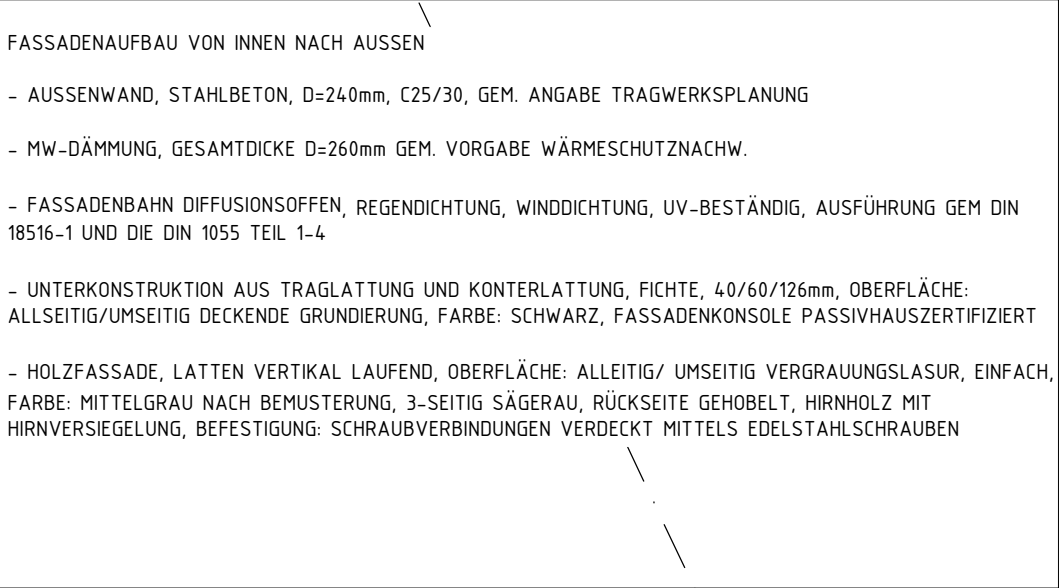 FASSADENAUFBAU VON INNEN NACH AUSSEN
- AUSSENWAND, STAHLBETON, D=240mm, C25/30, GEM. ANGABE TRAGWERKSPLANUNG
- MW-DÄMMUNG, GESAMTDICKE D=260mm GEM. VORGABE WÄRMESCHUTZNACHW.
- FASSADENBAHN DIFFUSIONSOFFEN, REGENDICHTUNG, WINDDICHTUNG, UV-BESTÄNDIG, AUSFÜHRUNG GEM DIN
18516-1 UND DIE DIN 1055 TEIL 1-4
- UNTERKONSTRUKTION AUS TRAGLATTUNG UND KONTERLATTUNG, FICHTE, 40/60/126mm, OBERFLÄCHE:
ALLSEITIG/UMSEITIG DECKENDE GRUNDIERUNG, FARBE: SCHWARZ, FASSADENKONSOLE PASSIVHAUSZERTIFIZIERT
- HOLZFASSADE, LATTEN VERTIKAL LAUFEND, OBERFLÄCHE: ALLEITIG/ UMSEITIG VERGRAUUNGSLASUR, EINFACH,
FARBE: MITTELGRAU NACH BEMUSTERUNG, 3-SEITIG SÄGERAU, RÜCKSEITE GEHOBELT, HIRNHOLZ MIT
HIRNVERSIEGELUNG, BEFESTIGUNG: SCHRAUBVERBINDUNGEN VERDECKT MITTELS EDELSTAHLSCHRAUBEN